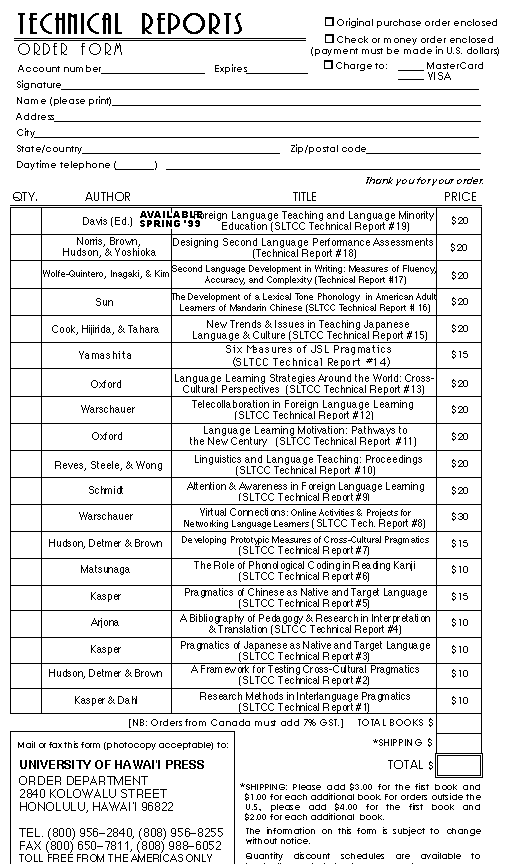 TECHNICAL REPORTS
ORDER FORM
Original purchase order enclosed
Check or money order enclosed
(payment must be made in U.S. dollars)
Charge to: ____ MasterCard
____ VISA
Account number Expires
Signature
Name (please print)
Address
City
State/country Zip/postal code
Daytime telephone (______)
Thank you for your order.
QTY. AUTHOR TITLE PRICE
Davis (Ed.) AVAILABLE SPRING '99 Foreign Language Teaching and Language Minority $20
Education (SLTCC Technical Report #19)
Norris, Brown, Designing Second Language Performance Assessments $20
Hudson, & Yoshioka (Technical Report #18)
Wolfe-Quintero, Inagaki, & Kim Second Language Development in Writing: Measures of Fluency, $20
Accuracy, and Complexity (Technical Report #17)
Sun The Development of a Lexical Tone Phonology in American Adult $20
Learners of Mandarin Chinese (SLTCC Technical Report # 16)
Cook, Hijirida, & Tahara New Trends & Issues in Teaching Japanese $20
Language & Culture (SLTCC Technical Report #15)
Yamashita Six Measures of JSL Pragmatics $15
(SLTCC Technical Report #14)
Oxford Language Learning Strategies Around the World: Cross- $20
Cultural Perspectives (SLTCC Technical Report #13)
Warschauer Telecollaboration in Foreign Language Learning $20
(SLTCC Technical Report #12)
Oxford Language Learning Motivation: Pathways to $20
the New Century (SLTCC Technical Report #11)
Reves, Steele, & Wong Linguistics and Language Teaching: Proceedings $20
(SLTCC Technical Report #10)
Schmidt Attention & Awareness in Foreign Language Learning $20
(SLTCC Technical Report #9)
Warschauer Virtual Connections: Online Activities & Projects for $30
Networking Language Learners (SLTCC Tech. Report #8)
Hudson, Detmer & Brown Developing Prototypic Measures of Cross-Cultural Pragmatics $15
(SLTCC Technical Report #7)
Matsunaga The Role of Phonological Coding in Reading Kanji $10
(SLTCC Technical Report #6)
Kasper Pragmatics of Chinese as Native and Target Language $15
(SLTCC Technical Report #5)
Arjona A Bibliography of Pedagogy & Research in Interpretation $10
& Translation (SLTCC Technical Report #4)
Kasper Pragmatics of Japanese as Native and Target Language $10
(SLTCC Technical Report #3)
Hudson, Detmer & Brown A Framework for Testing Cross-Cultural Pragmatics $10
(SLTCC Technical Report #2)
Kasper & Dahl Research Methods in Interlanguage Pragmatics $10
(SLTCC Technical Report #1)
[NB: Orders from Canada must add 7% GST.] TOTAL BOOKS $
*SHIPPING $
TOTAL $
Mail or fax this form (photocopy acceptable) to:
UNIVERSITY OF HAWAI'I PRESS
ORDER DEPARTMENT
2840 KOLOWALU STREET
HONOLULU, HAWAI'I 96822
TEL. (800) 956–2840, (808) 956–8255
FAX (800) 650–7811, (808) 988–6052
TOLL FREE FROM THE AMERICAS ONLY
*SHIPPING: Please add $3.00 for the first book and
$1.00 for each additional book. For orders outside the
U.S., please add $4.00 for the first book and
$2.00 for each additional book.
The information on this form is subject to change
without notice.
Quantity discount schedules are available to